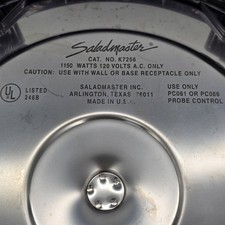 Saladmaster
CAT. NO. K7256
1150 WATTS 120 VOLTS A.C. ONLY
CAUTION: USE WITH WALL OR BASE RECEPTACLE ONLY
UL LISTED
246B
SALADMASTER INC.
ARLINGTON, TEXAS 76011
MADE IN U.S.A.
USE ONLY
PC061 OR PC066
PROBE CONTROL